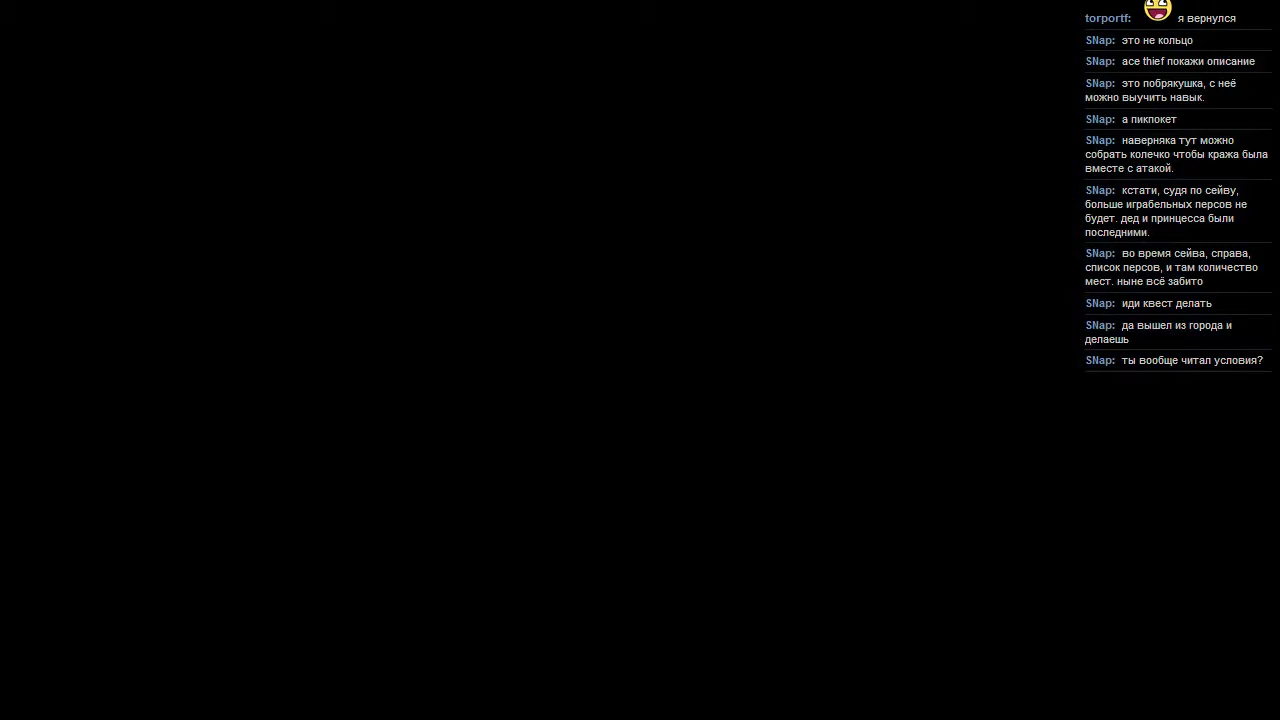 torportf: я вернулся
SNap: это не кольцо
SNap: ace thief покажи описание
SNap: это побрякушка, с неё
можно выучить навык.
SNap: а пикпокет
SNap: наверняка тут можно
собрать колечко чтобы кража была
вместе с атакой.
SNap: кстати, судя по сейву,
больше играбельных персов не
будет. дед и принцесса были
последними.
SNap: во время сейва, справа,
список персов, и там количество
мест. ныне всё забито
SNap: иди квест делать
SNap: да вышел из города и
делаешь
SNap: ты вообще читал условия?